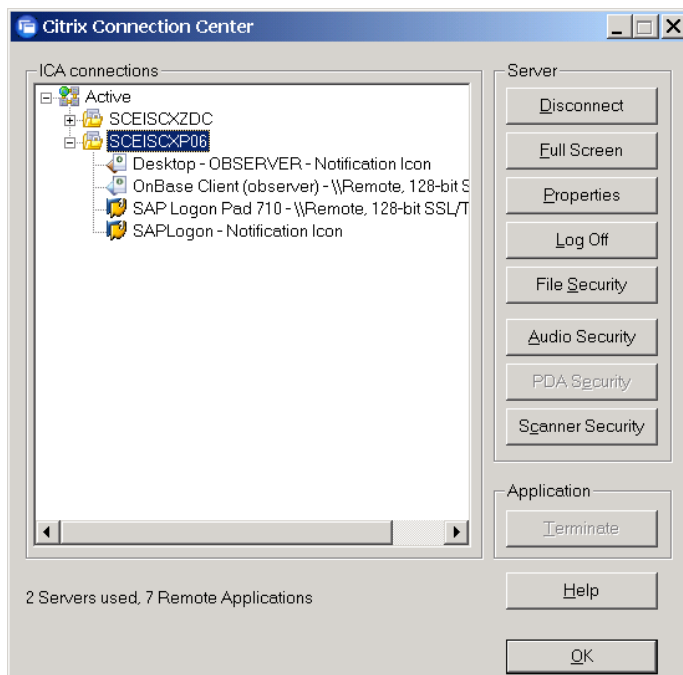 Citrix Connection Center
ICA connections
Active
SCEISCXZDC
SCEISCXP06
Desktop - OBSERVER - Notification Icon
OnBase Client (observer) - \\Remote, 128-bit S
SAP Logon Pad 710 - \\Remote, 128-bit SSL/T
SAPLogon - Notification Icon
2 Servers used, 7 Remote Applications
Server
Disconnect
Full Screen
Properties
Log Off
File Security
Audio Security
PDA Security
Scanner Security
Application
Terminate
Help
OK